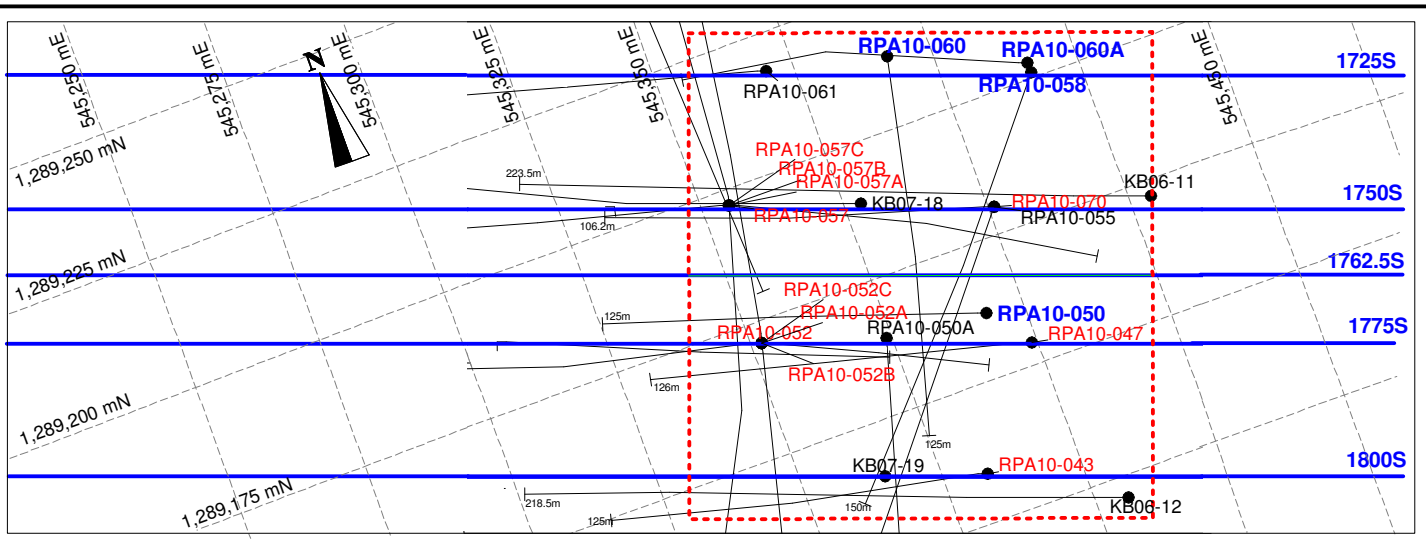 545,250 mE
545,275 mE
N
545,300 mE
545,325 mE
545,350 mE
545,450 mE
RPA10-060
RPA10-060A
1725S
RPA10-058
RPA10-061
1,289,250 mN
RPA10-057C
RPA10-057B
223.5m
RPA10-057A
KB06-11
1750S
RPA10-070
KB07-18
RPA10-057
RPA10-055
106.2m
1,289,225 mN
1762.5S
RPA10-052C
125m
RPA10-052A
RPA10-050
RPA10-052
RPA10-050A
1775S
RPA10-047
RPA10-052B
126m
1,289,200 mN
125m
KB07-19
RPA10-043
1800S
1,289,175 mN
218.5m
150m
KB06-12
125m